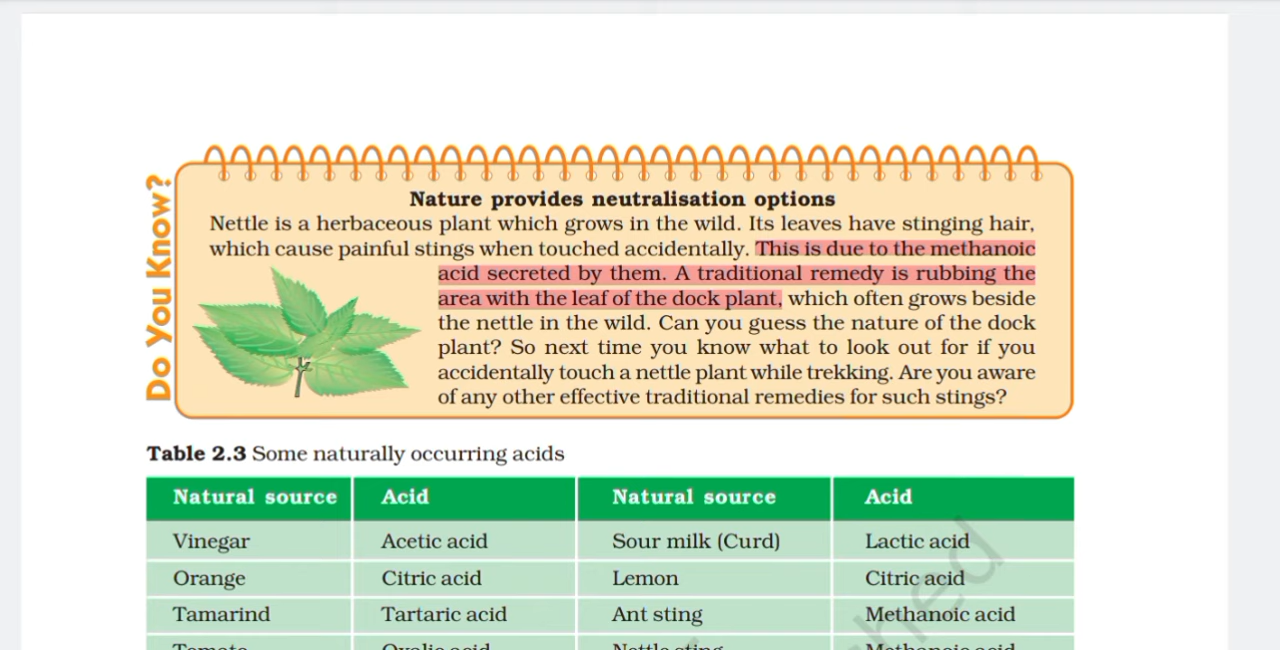 Do You Know?
Nature provides neutralisation options
Nettle is a herbaceous plant which grows in the wild. Its leaves have stinging hair,
which cause painful stings when touched accidentally. This is due to the methanoic
acid secreted by them. A traditional remedy is rubbing the
area with the leaf of the dock plant, which often grows beside
the nettle in the wild. Can you guess the nature of the dock
plant? So next time you know what to look out for if you
accidentally touch a nettle plant while trekking. Are you aware
of any other effective traditional remedies for such stings?
Table 2.3 Some naturally occurring acids
Natural source Acid Natural source Acid
Vinegar Acetic acid Sour milk (Curd) Lactic acid
Orange Citric acid Lemon Citric acid
Tamarind Tartaric acid Ant sting Methanoic acid
Tomato Oxalic acid Nettle sting Methanoic acid